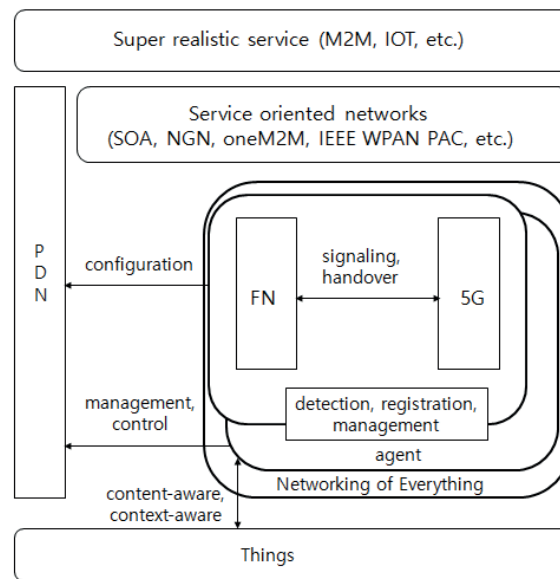 Super realistic service (M2M, IOT, etc.)
Service oriented networks
(SOA, NGN, oneM2M, IEEE WPAN PAC, etc.)
P
D
N
configuration
FN
signaling,
handover
5G
management,
control
detection, registration,
management
agent
Networking of Everything
content-aware,
context-aware
Things